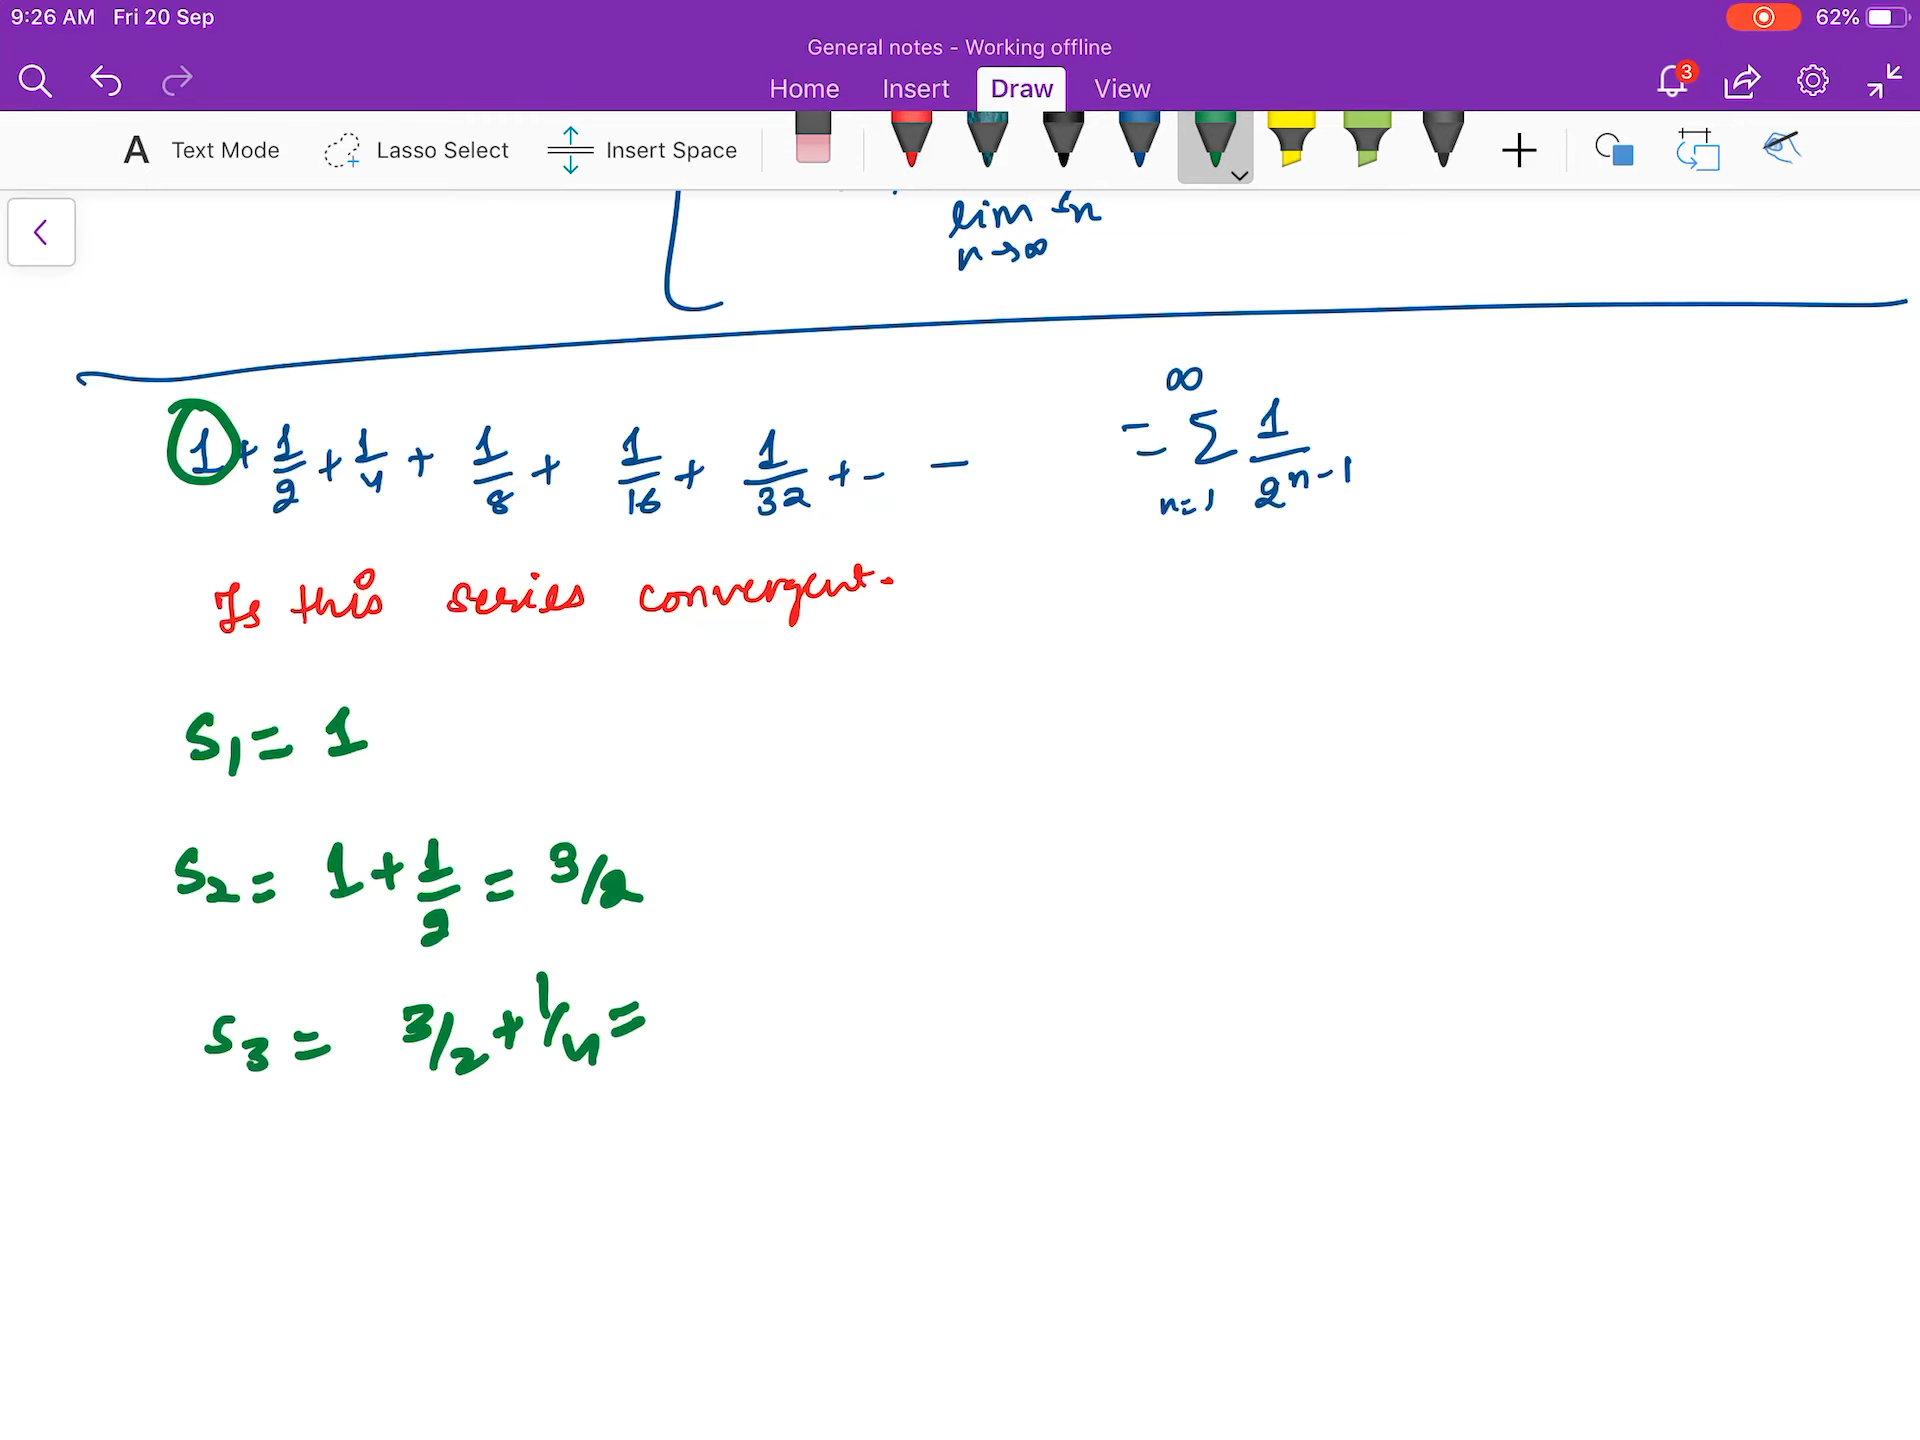 9:26 AM Fri 20 Sep 62%
General notes - Working offline
Home Insert Draw View 3
A Text Mode Lasso Select Insert Space
lim Sn
n→∞
1 + 1/2 + 1/4 + 1/8 + 1/16 + 1/32 + - - = ∞ Σ n=1 1/2^n-1
Is this series convergent.
S1 = 1
S2 = 1 + 1/2 = 3/2
S3 = 3/2 + 1/4 =